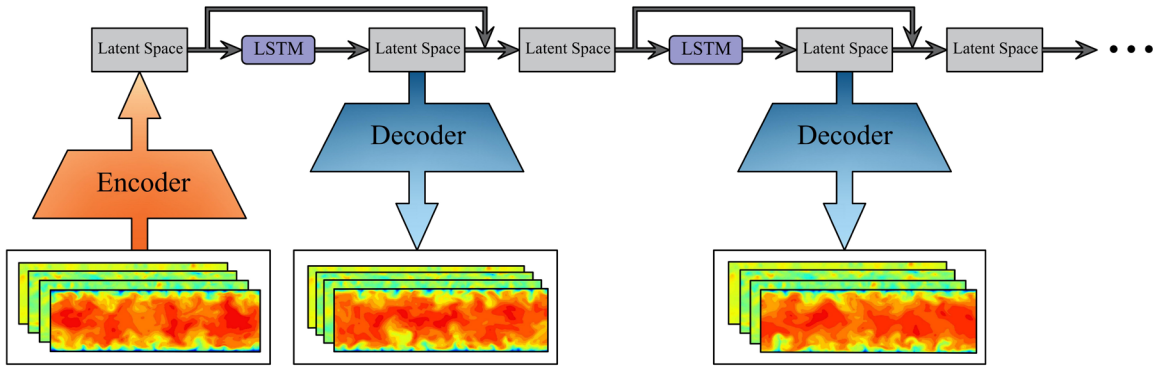 Latent Space
LSTM
Latent Space
Latent Space
LSTM
Latent Space
Latent Space
Encoder
Decoder
Decoder